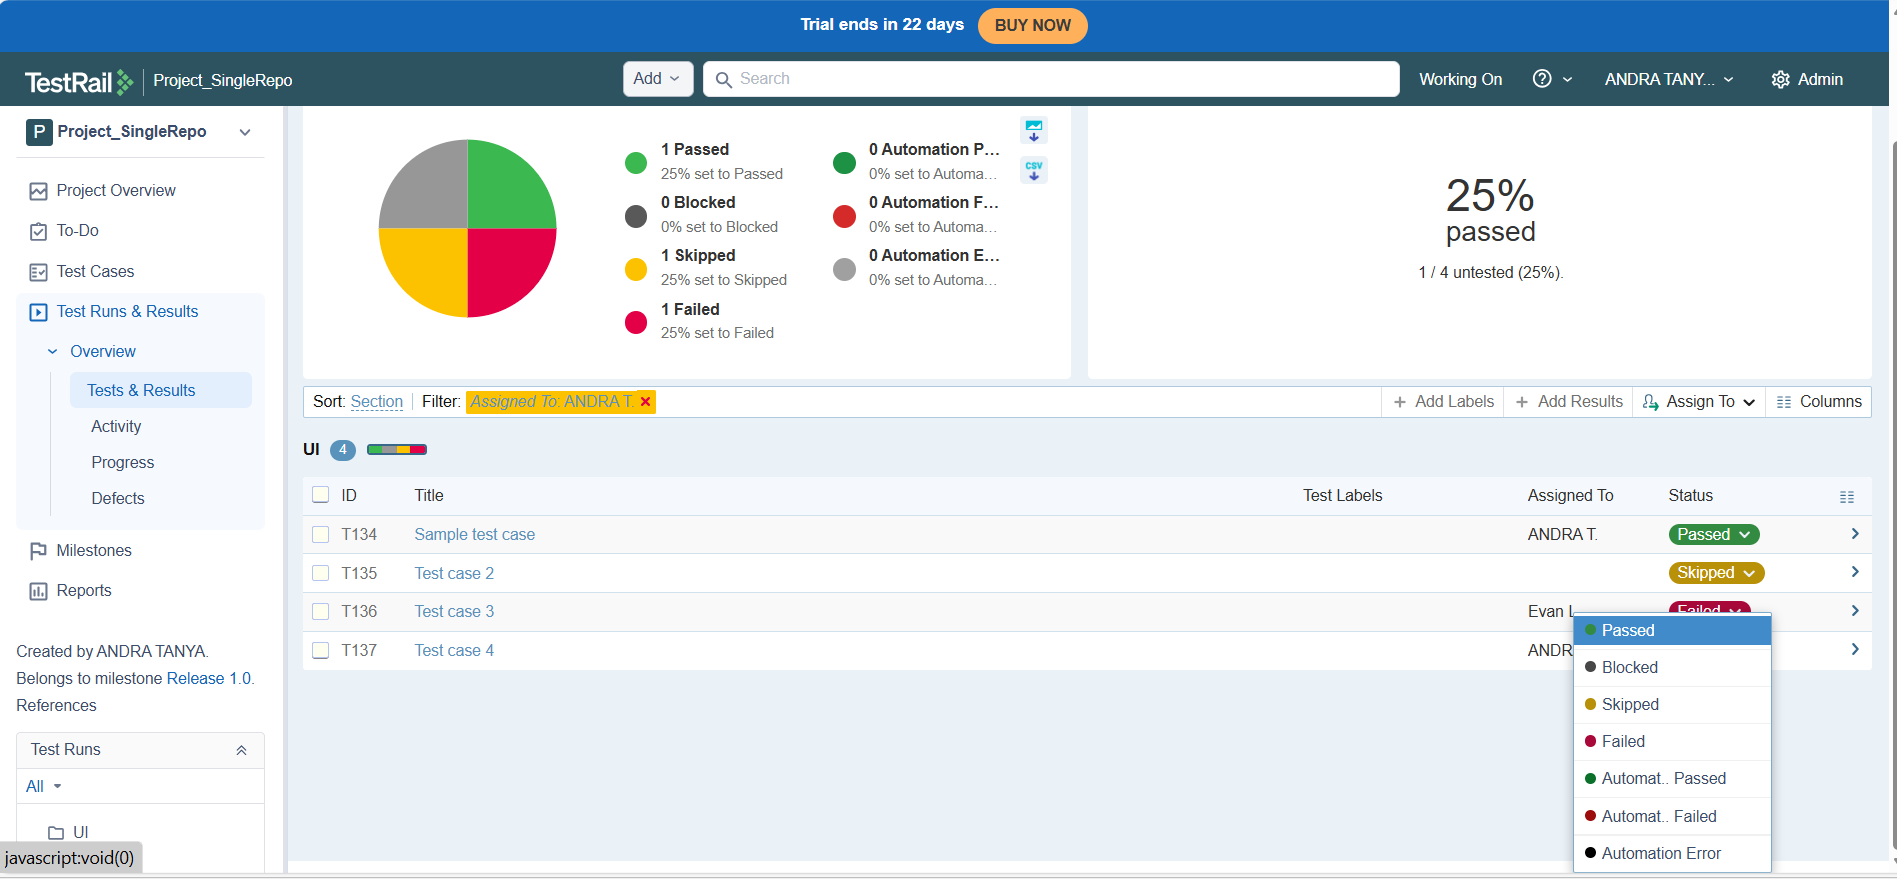 Trial ends in 22 days BUY NOW
TestRail Project_SingleRepo Add Search Working On ANDRA TANY... Admin
P Project_SingleRepo
Project Overview
To-Do
Test Cases
Test Runs & Results
Overview
Tests & Results
Activity
Progress
Defects
Milestones
Reports
Created by ANDRA TANYA.
Belongs to milestone Release 1.0.
References
Test Runs
All
UI
javascript:void(0)
1 Passed
25% set to Passed
0 Blocked
0% set to Blocked
1 Skipped
25% set to Skipped
1 Failed
25% set to Failed
0 Automation P...
0% set to Automa...
0 Automation F...
0% set to Automa...
0 Automation E...
0% set to Automa...
CSV
25%
passed
1 / 4 untested (25%).
Sort: Section Filter: Assigned To: ANDRA T. Add Labels Add Results Assign To Columns
UI 4
ID Title Test Labels Assigned To Status
T134 Sample test case ANDRA T. Passed
T135 Test case 2 Skipped
T136 Test case 3 Evan L Failed
T137 Test case 4 ANDR
Passed
Blocked
Skipped
Failed
Automat.. Passed
Automat.. Failed
Automation Error